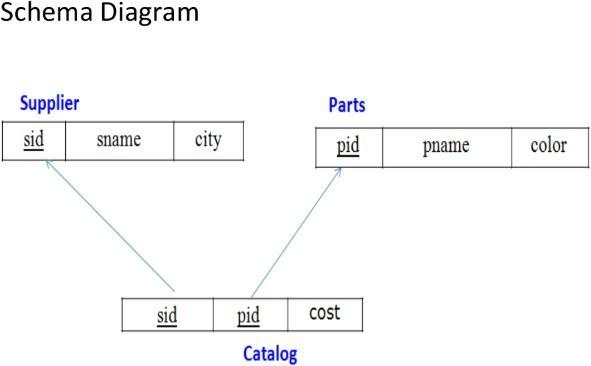 Schema Diagram
Supplier
sid sname city
Parts
pid pname color
sid pid cost
Catalog